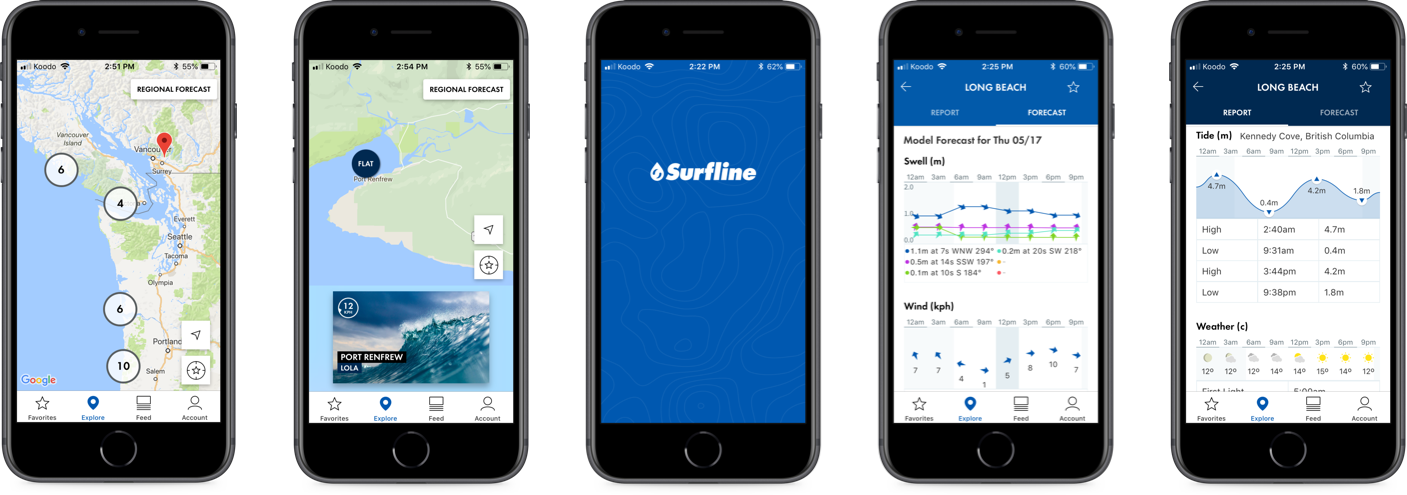 Koodo 2:51 PM 55%
REGIONAL FORECAST
Vancouver
Island
Vancouver
Surrey
6
4
Everett
Seattle
Tacoma
Olympia
6
Portland
10
Salem
Google
Favorites Explore Feed Account
Koodo 2:54 PM 55%
REGIONAL FORECAST
FLAT
Port Renfrew
12
KPH
PORT RENFREW
LOLA
Favorites Explore Feed Account
Koodo 2:22 PM 62%
Surfline
Koodo 2:25 PM 60%
LONG BEACH
REPORT FORECAST
Model Forecast for Thu 05/17
Swell (m)
12am 3am 6am 9am 12pm 3pm 6pm 9pm
2.0
1.0
0.0
1.1m at 7s WNW 294° 0.2m at 20s SW 218°
0.5m at 14s SSW 197° -
0.1m at 10s S 184° -
Wind (kph)
12am 3am 6am 9am 12pm 3pm 6pm 9pm
7 7 4 1 5 8 10 7
Favorites Explore Feed Account
Koodo 2:25 PM 60%
LONG BEACH
REPORT FORECAST
Tide (m) Kennedy Cove, British Columbia
12am 3am 6am 9am 12pm 3pm 6pm 9pm
4.7m 0.4m 4.2m 1.8m
High 2:40am 4.7m
Low 9:31am 0.4m
High 3:44pm 4.2m
Low 9:38pm 1.8m
Weather (c)
12am 3am 6am 9am 12pm 3pm 6pm 9pm
12º 12º 12º 12º 14º 15º 14º 12º
First Light 5:00am
Favorites Explore Feed Account